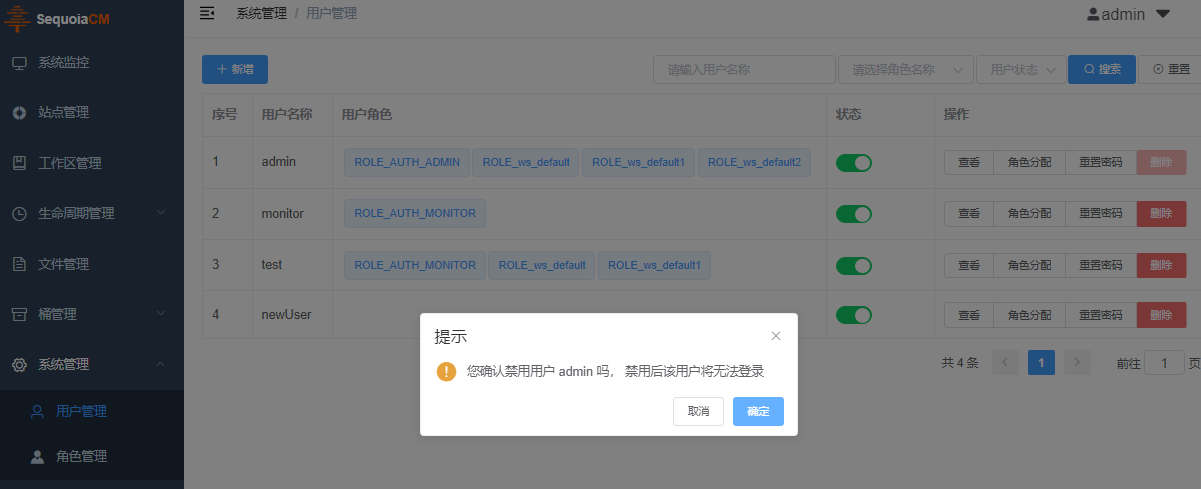 SequoiaCM
系统管理 / 用户管理
admin
系统监控
站点管理
工作区管理
生命周期管理
文件管理
桶管理
系统管理
用户管理
角色管理
新增
请输入用户名称 请选择角色名称 用户状态 搜索 重置
序号 用户名称 用户角色 状态 操作
1 admin ROLE_AUTH_ADMIN ROLE_ws_default ROLE_ws_default1 ROLE_ws_default2 查看 角色分配 重置密码 删除
2 monitor ROLE_AUTH_MONITOR 查看 角色分配 重置密码 删除
3 test ROLE_AUTH_MONITOR ROLE_ws_default ROLE_ws_default1 查看 角色分配 重置密码 删除
4 newUser 查看 角色分配 重置密码 删除
共 4 条 1 前往 1 页
提示
您确认禁用用户 admin 吗， 禁用后该用户将无法登录
取消 确定